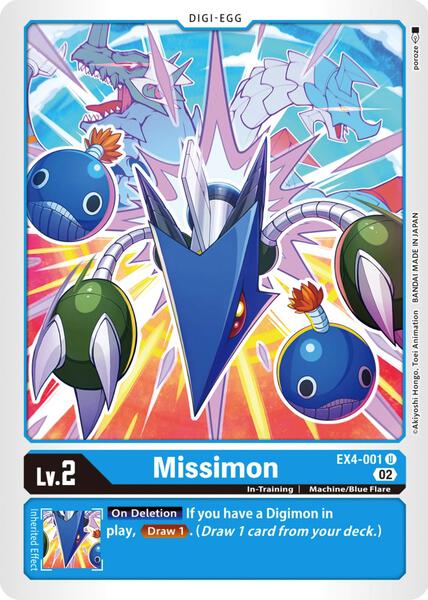 DIGI-EGG
poroze
©Akiyoshi Hongo, Toei Animation BANDAI MADE IN JAPAN
Lv.2
Missimon
EX4-001 U
02
In-Training | Machine/Blue Flare
Inherited Effect
On Deletion If you have a Digimon in
play, Draw 1. (Draw 1 card from your deck.)